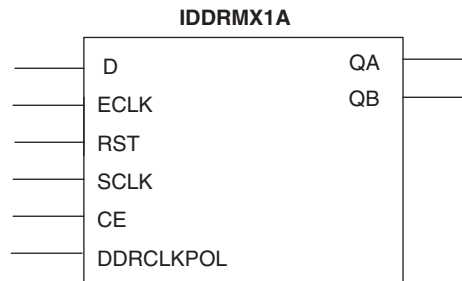 IDDRMX1A
D QA
ECLK QB
RST
SCLK
CE
DDRCLKPOL